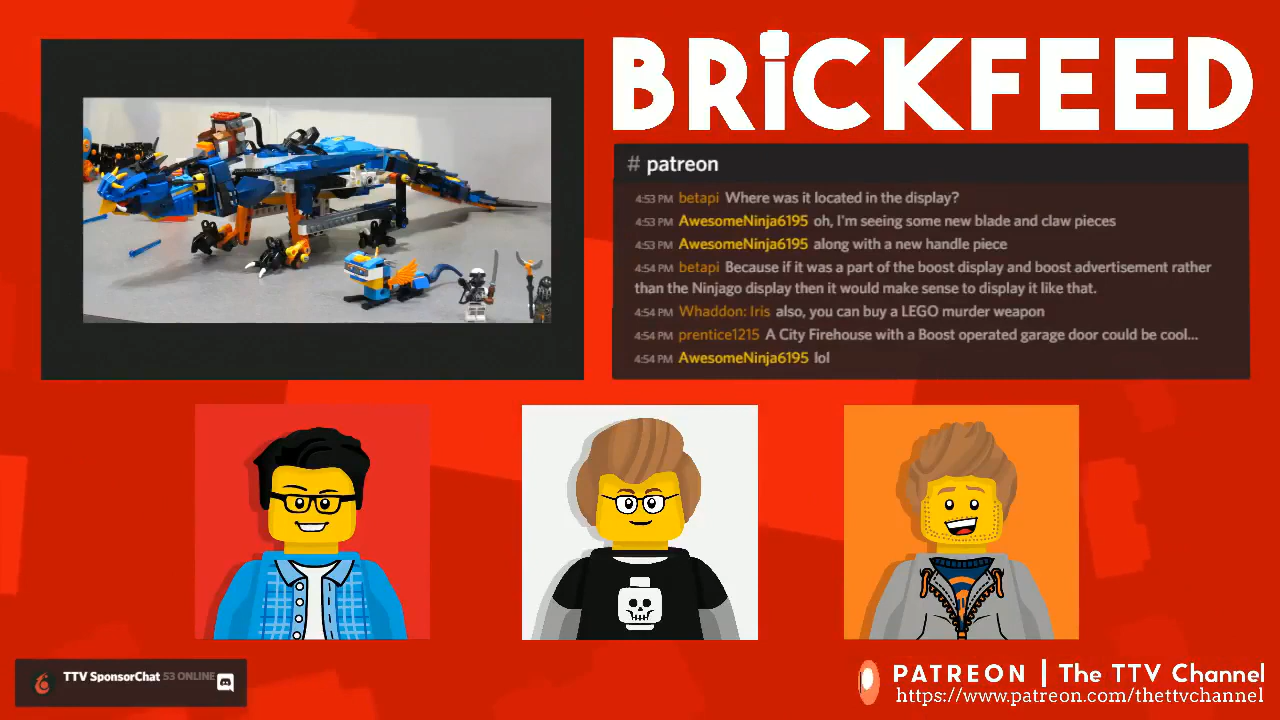 BRICKFEED
# patreon
4:53 PM betapi Where was it located in the display?
4:53 PM AwesomeNinja6195 oh, I'm seeing some new blade and claw pieces
4:53 PM AwesomeNinja6195 along with a new handle piece
4:54 PM betapi Because if it was a part of the boost display and boost advertisement rather
than the Ninjago display then it would make sense to display it like that.
4:54 PM Whaddon: Iris also, you can buy a LEGO murder weapon
4:54 PM prentice1215 A City Firehouse with a Boost operated garage door could be cool...
4:54 PM AwesomeNinja6195 lol
TTV SponsorChat 53 ONLINE
PATREON | The TTV Channel
https://www.patreon.com/thettvchannel